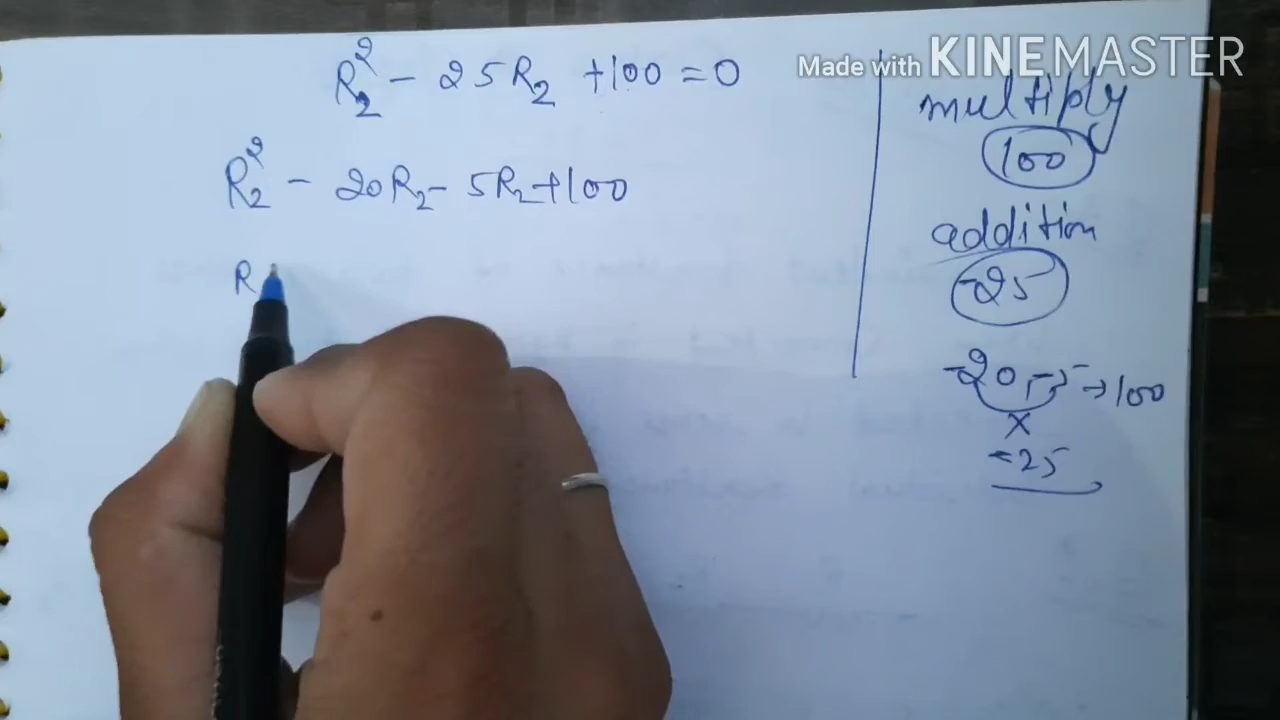 R₂² - 25R₂ +100 = 0
R₂² - 20R₂ - 5R₂ +100
R
Made with KINEMASTER
multiply
100
addition
-25
-20, -5 → 100
x
-25